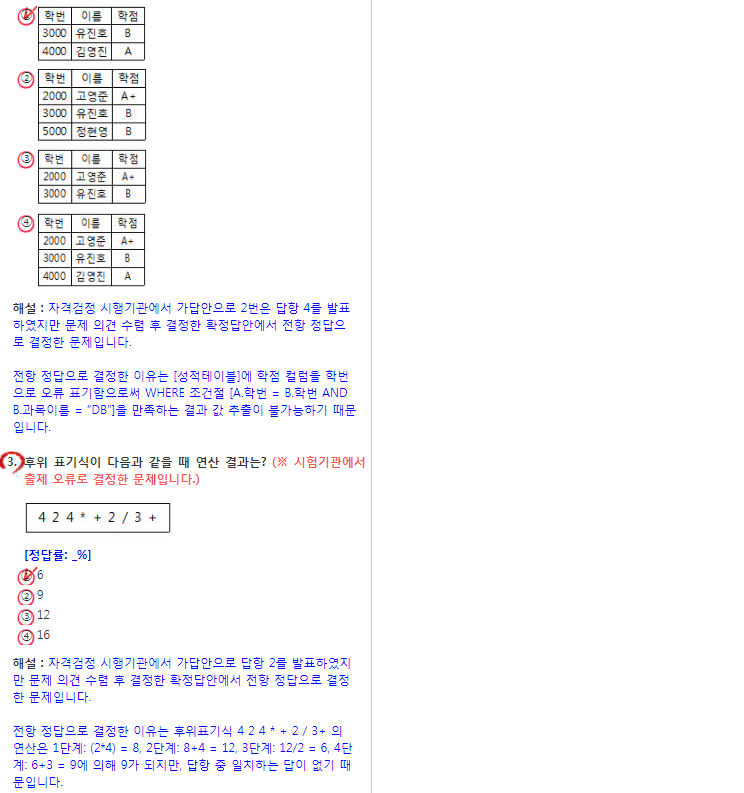 ① 학번 이름 학점
3000 유진호 B
4000 김영진 A
② 학번 이름 학점
2000 고영준 A+
3000 유진호 B
5000 정현영 B
③ 학번 이름 학점
2000 고영준 A+
3000 유진호 B
④ 학번 이름 학점
2000 고영준 A+
3000 유진호 B
4000 김영진 A
해설 : 자격검정 시행기관에서 가답안으로 2번은 답항 4를 발표
하였지만 문제 의견 수렴 후 결정한 확정답안에서 전항 정답으
로 결정한 문제입니다.
전항 정답으로 결정한 이유는 [성적테이블]에 학점 컬럼을 학번
으로 오류 표기함으로써 WHERE 조건절 [A.학번 = B.학번 AND
B.과목이름 = "DB"]을 만족하는 결과 값 추출이 불가능하기 때문
입니다.
3. 후위 표기식이 다음과 같을 때 연산 결과는? (※ 시험기관에서
출제 오류로 결정한 문제입니다.)
4 2 4 * + 2 / 3 +
[정답률: _%]
① 6
② 9
③ 12
④ 16
해설 : 자격검정 시행기관에서 가답안으로 답항 2를 발표하였지
만 문제 의견 수렴 후 결정한 확정답안에서 전항 정답으로 결정
한 문제입니다.
전항 정답으로 결정한 이유는 후위표기식 4 2 4 * + 2 / 3+ 의
연산은 1단계: (2*4) = 8, 2단계: 8+4 = 12, 3단계: 12/2 = 6, 4단
계: 6+3 = 9에 의해 9가 되지만, 답항 중 일치하는 답이 없기 때
문입니다.